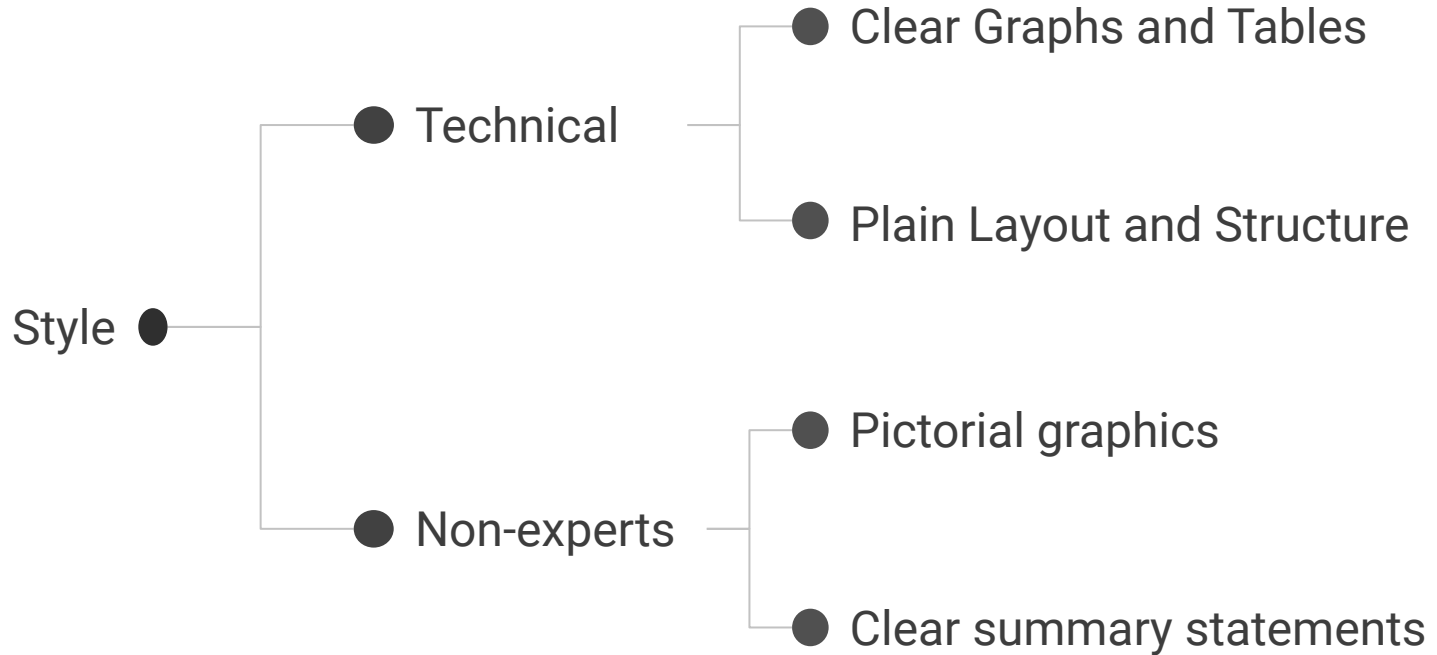 Clear Graphs and Tables
Technical
Plain Layout and Structure
Style
Pictorial graphics
Non-experts
Clear summary statements